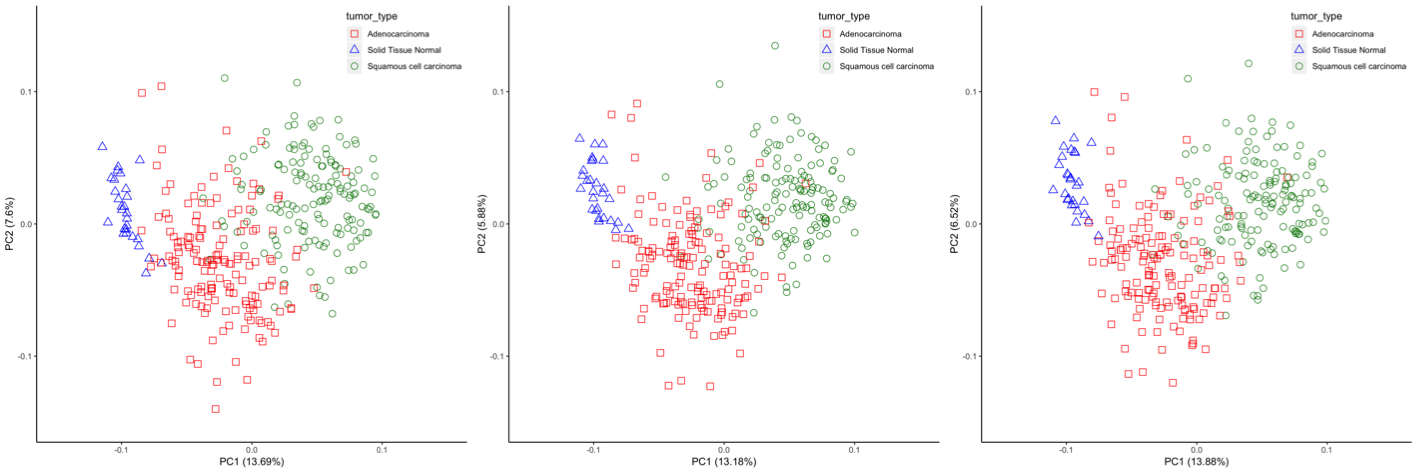 tumor_type
Adenocarcinoma
Solid Tissue Normal
Squamous cell carcinoma
0.1
0.0
-0.1
PC2 (7.6%)
-0.1
0.0
0.1
PC1 (13.69%)
tumor_type
Adenocarcinoma
Solid Tissue Normal
Squamous cell carcinoma
0.1
0.0
-0.1
PC2 (5.88%)
-0.1
0.0
0.1
PC1 (13.18%)
tumor_type
Adenocarcinoma
Solid Tissue Normal
Squamous cell carcinoma
0.1
0.0
-0.1
PC2 (6.52%)
-0.1
0.0
0.1
PC1 (13.88%)